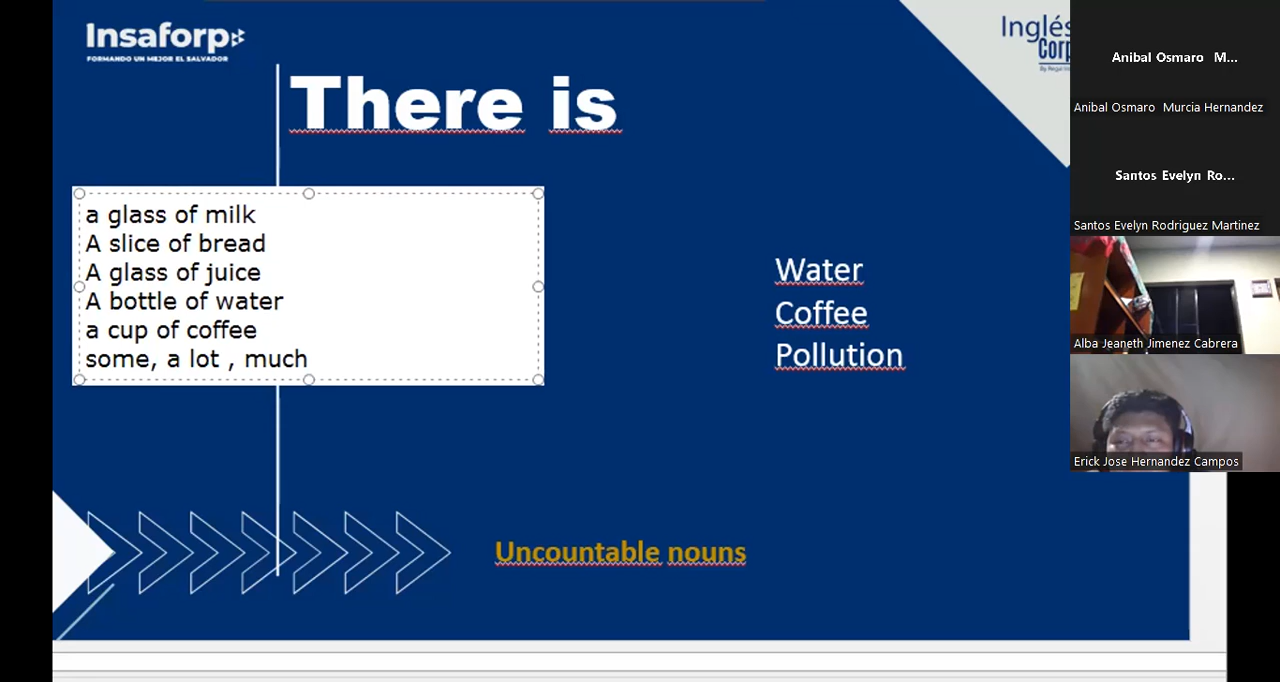 Insaforp
FORMANDO UN MEJOR EL SALVADOR
Inglés
Corp
There is
a glass of milk
A slice of bread
A glass of juice
A bottle of water
a cup of coffee
some, a lot , much
Water
Coffee
Pollution
Uncountable nouns
Anibal Osmaro M...
Anibal Osmaro Murcia Hernandez
Santos Evelyn Ro...
Santos Evelyn Rodriguez Martinez
Alba Jeaneth Jimenez Cabrera
Erick Jose Hernandez Campos